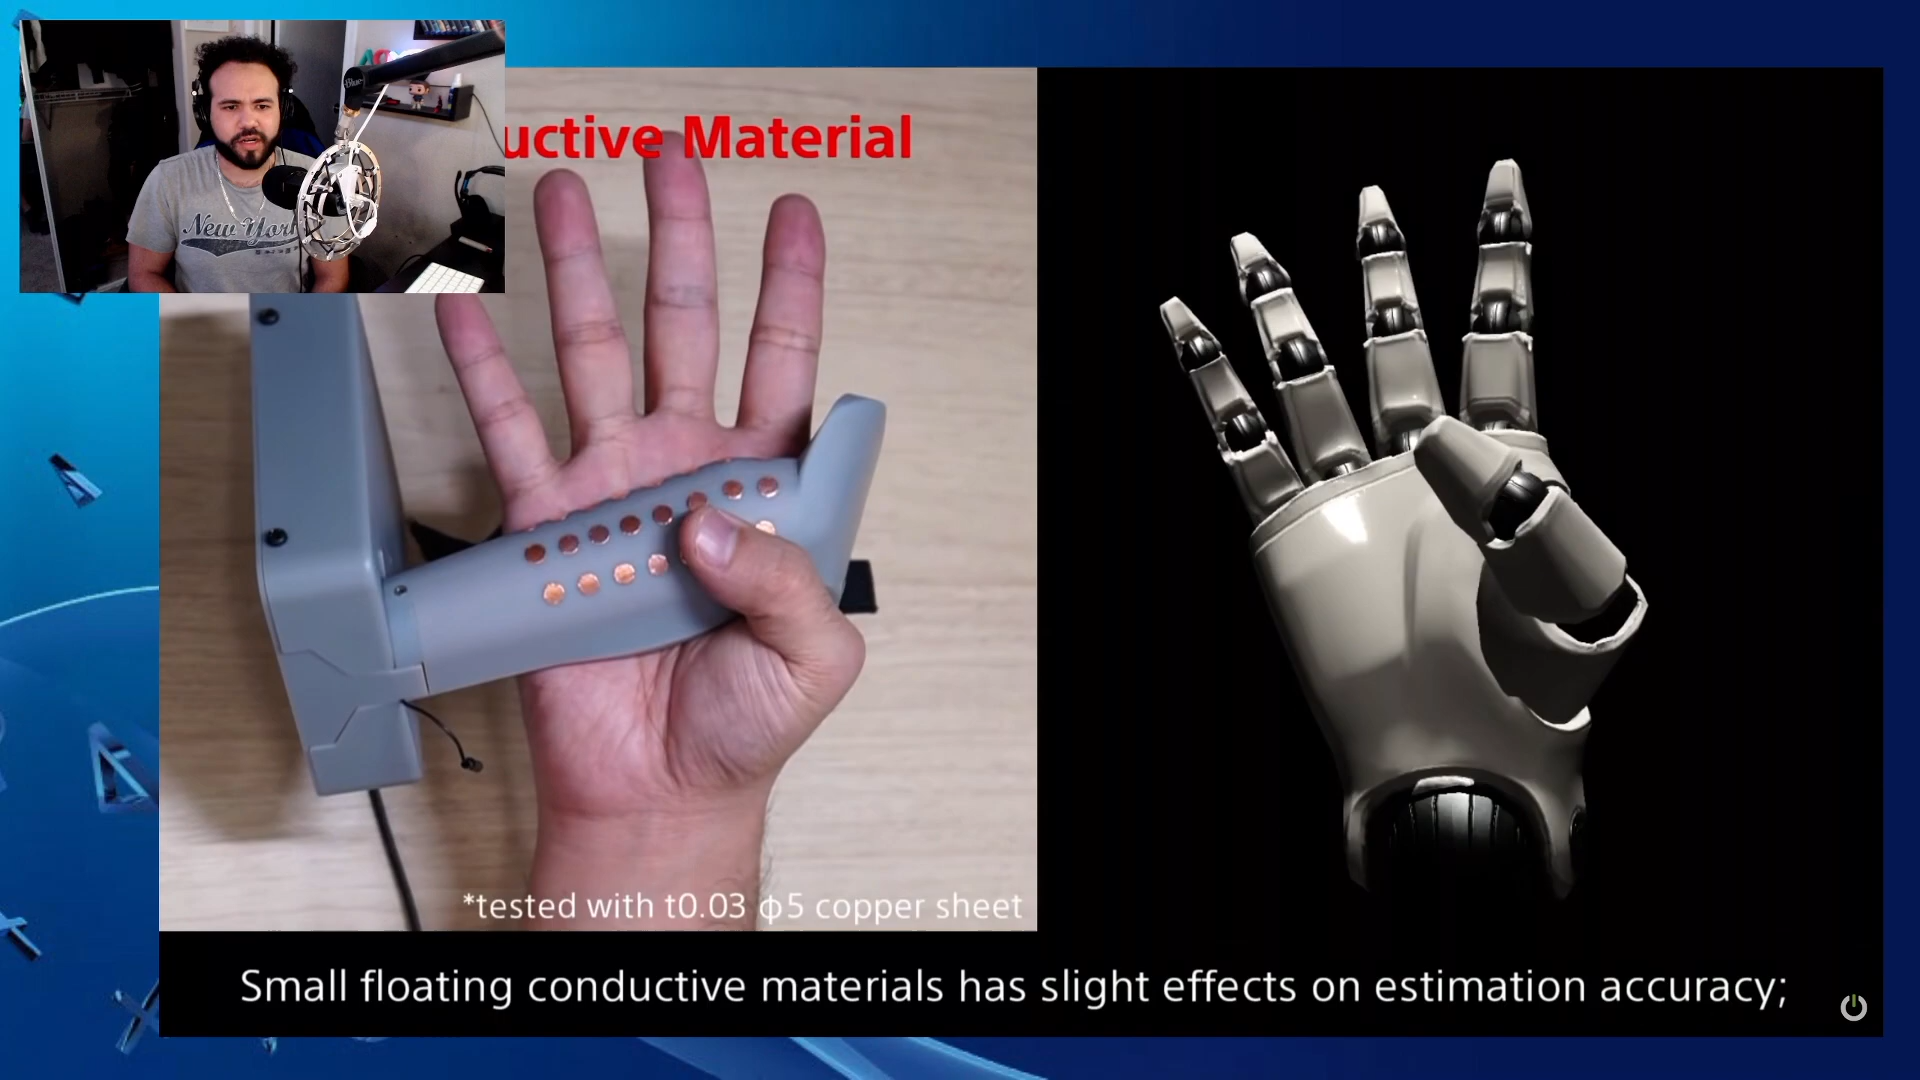 New York
uctive Material
*tested with t0.03 ϕ5 copper sheet
Small floating conductive materials has slight effects on estimation accuracy;